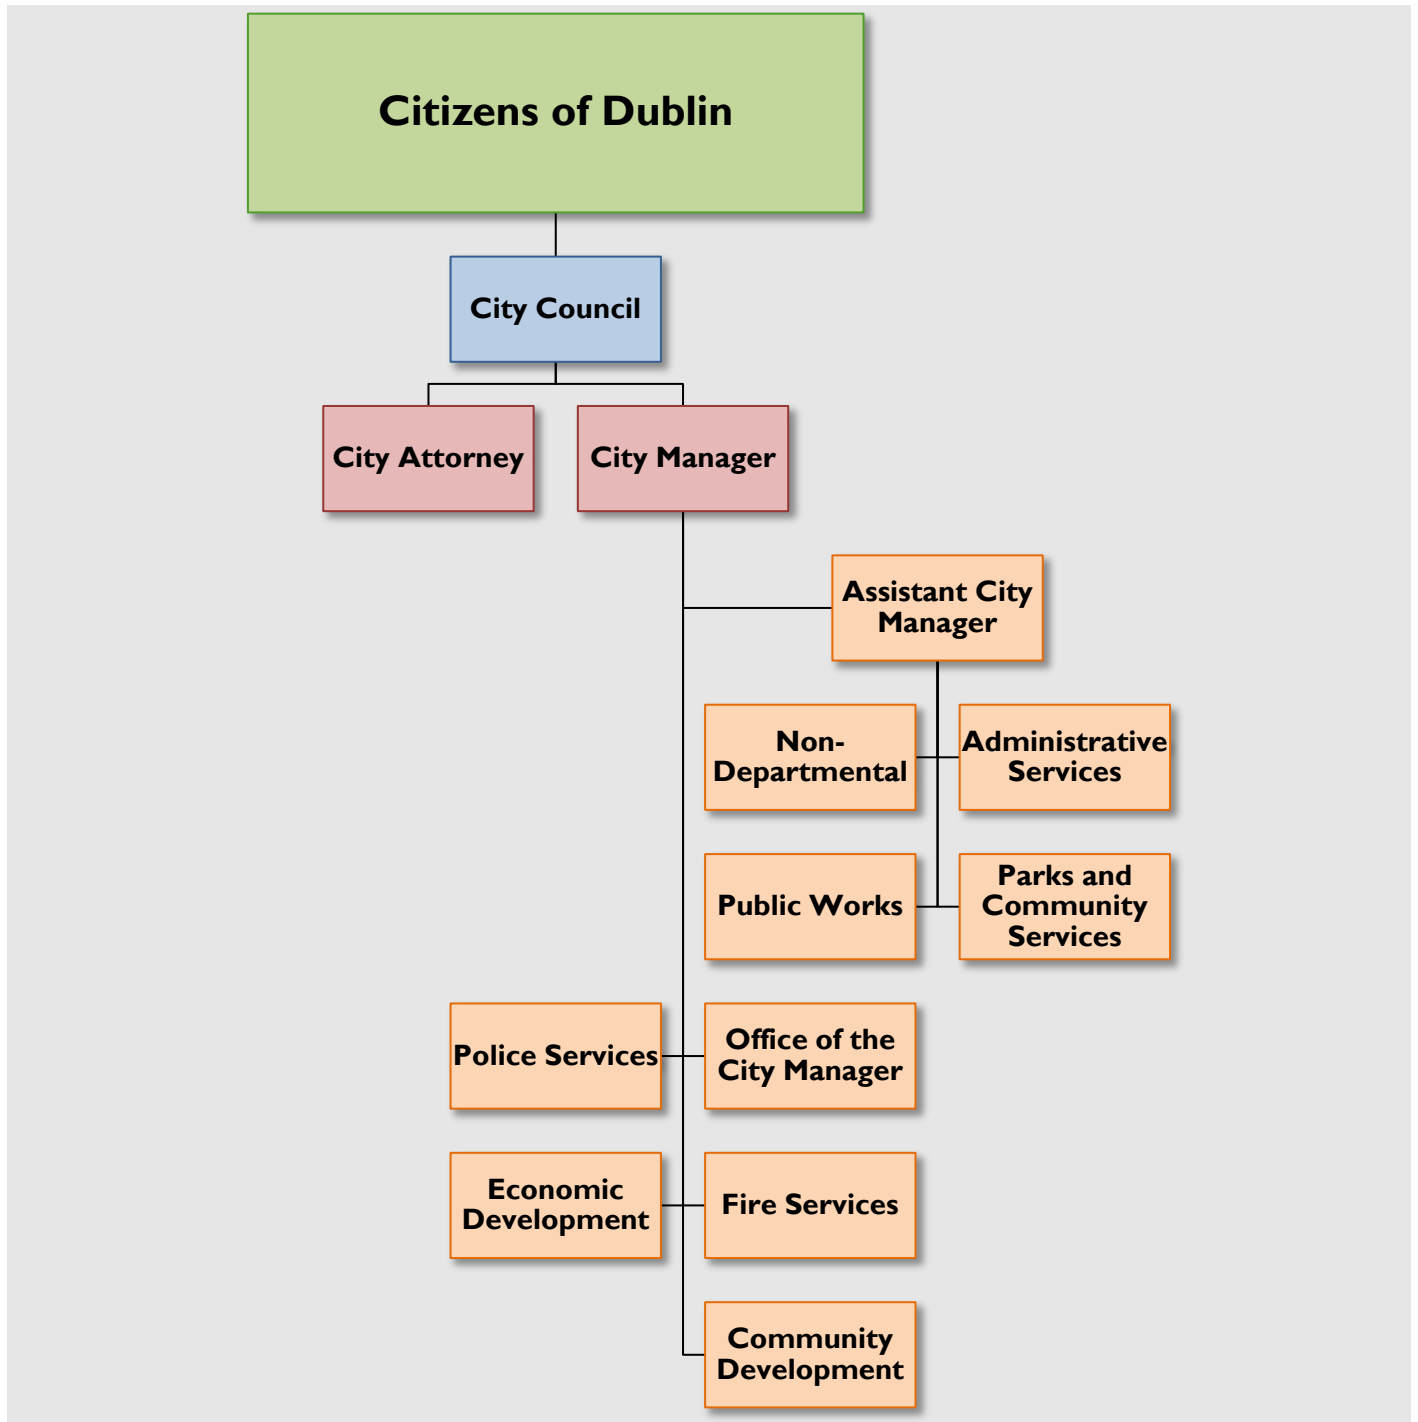 Citizens of Dublin
City Council
City Attorney
City Manager
Assistant City
Manager
Non-
Departmental
Administrative
Services
Public Works
Parks and
Community
Services
Police Services
Office of the
City Manager
Economic
Development
Fire Services
Community
Development